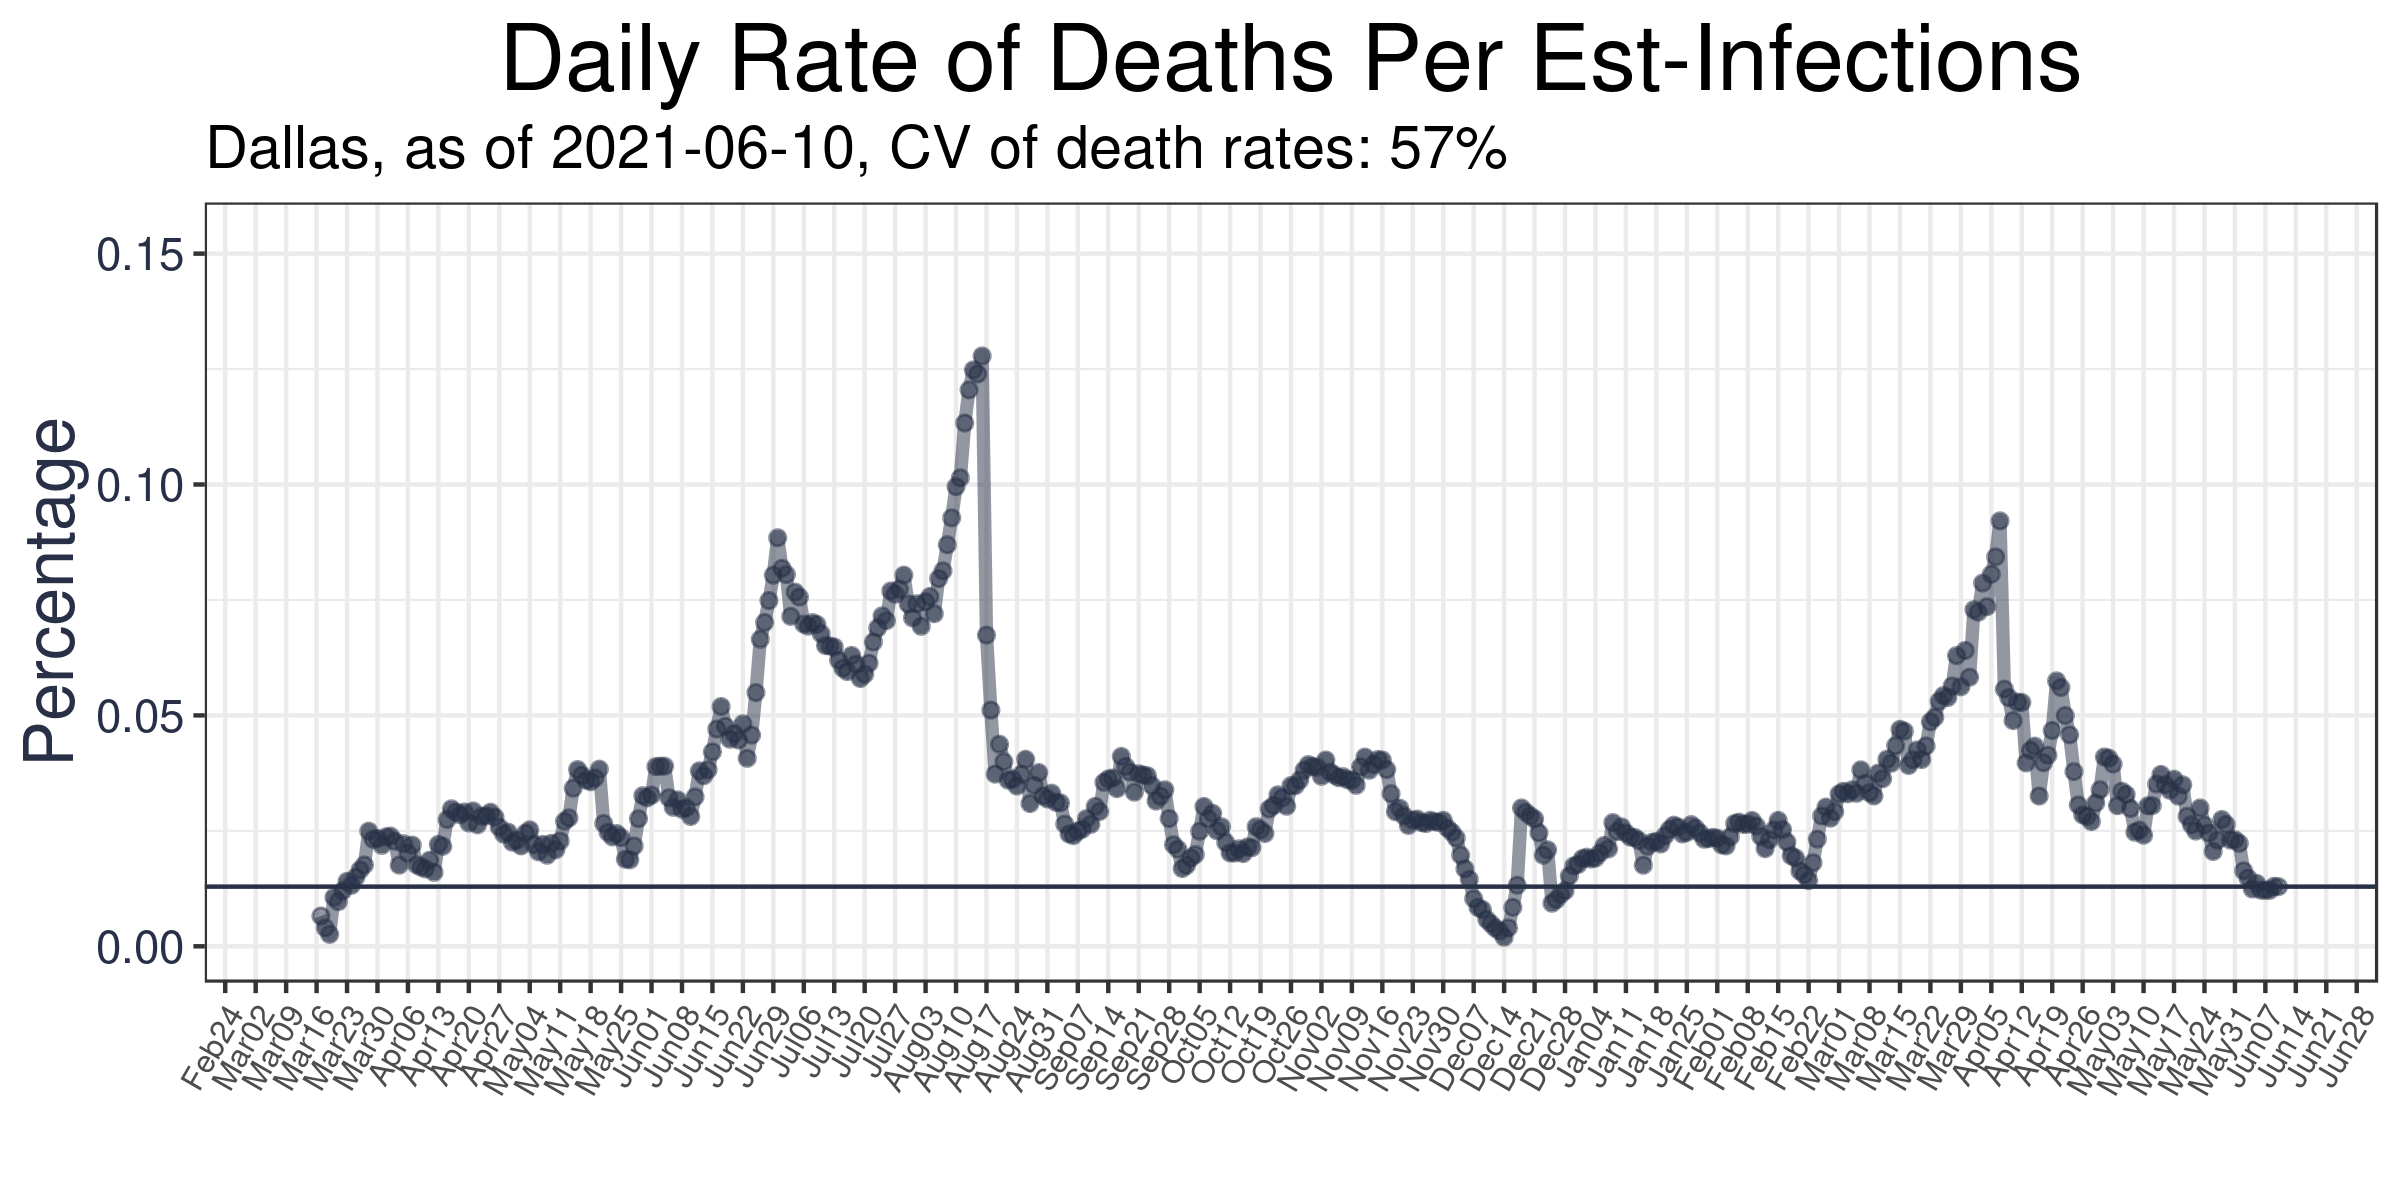 Daily Rate of Deaths Per Est-Infections
Dallas, as of 2021-06-10, CV of death rates: 57%
Percentage
0.15
0.10
0.05
0.00
Feb24
Mar02
Mar09
Mar16
Mar23
Mar30
Apr06
Apr13
Apr20
Apr27
May04
May11
May18
May25
Jun01
Jun08
Jun15
Jun22
Jun29
Jul06
Jul13
Jul20
Jul27
Aug03
Aug10
Aug17
Aug24
Aug31
Sep07
Sep14
Sep21
Sep28
Oct05
Oct12
Oct19
Oct26
Nov02
Nov09
Nov16
Nov23
Nov30
Dec07
Dec14
Dec21
Dec28
Jan04
Jan11
Jan18
Jan25
Feb01
Feb08
Feb15
Feb22
Mar01
Mar08
Mar15
Mar22
Mar29
Apr05
Apr12
Apr19
Apr26
May03
May10
May17
May24
May31
Jun07
Jun14
Jun21
Jun28